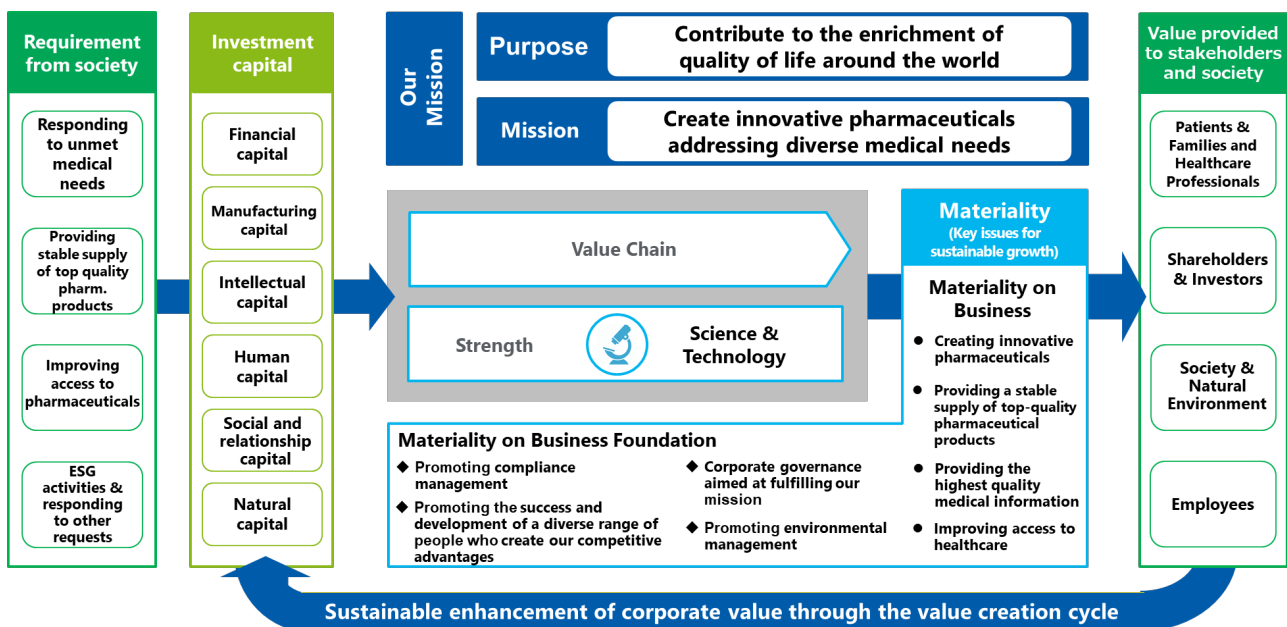 Requirement
from society
Responding
to unmet
medical
needs
Providing
stable supply
of top quality
pharm.
products
Improving
access to
pharmaceuticals
ESG
activities &
responding
to other
requests
Investment
capital
Financial
capital
Manufacturing
capital
Intellectual
capital
Human
capital
Social and
relationship
capital
Natural
capital
Our
Mission
Purpose
Contribute to the enrichment of
quality of life around the world
Mission
Create innovative pharmaceuticals
addressing diverse medical needs
Value Chain
Strength
Science &
Technology
Materiality
(Key issues for
sustainable growth)
Materiality on
Business
● Creating innovative
pharmaceuticals
● Providing a stable
supply of top-quality
pharmaceutical
products
● Providing the
highest quality
medical information
● Improving access to
healthcare
Materiality on Business Foundation
◆ Promoting compliance
management
◆ Promoting the success and
development of a diverse range of
people who create our competitive
advantages
◆ Corporate governance
aimed at fulfilling our
mission
◆ Promoting environmental
management
Value provided
to stakeholders
and society
Patients &
Families and
Healthcare
Professionals
Shareholders
& Investors
Society &
Natural
Environment
Employees
Sustainable enhancement of corporate value through the value creation cycle